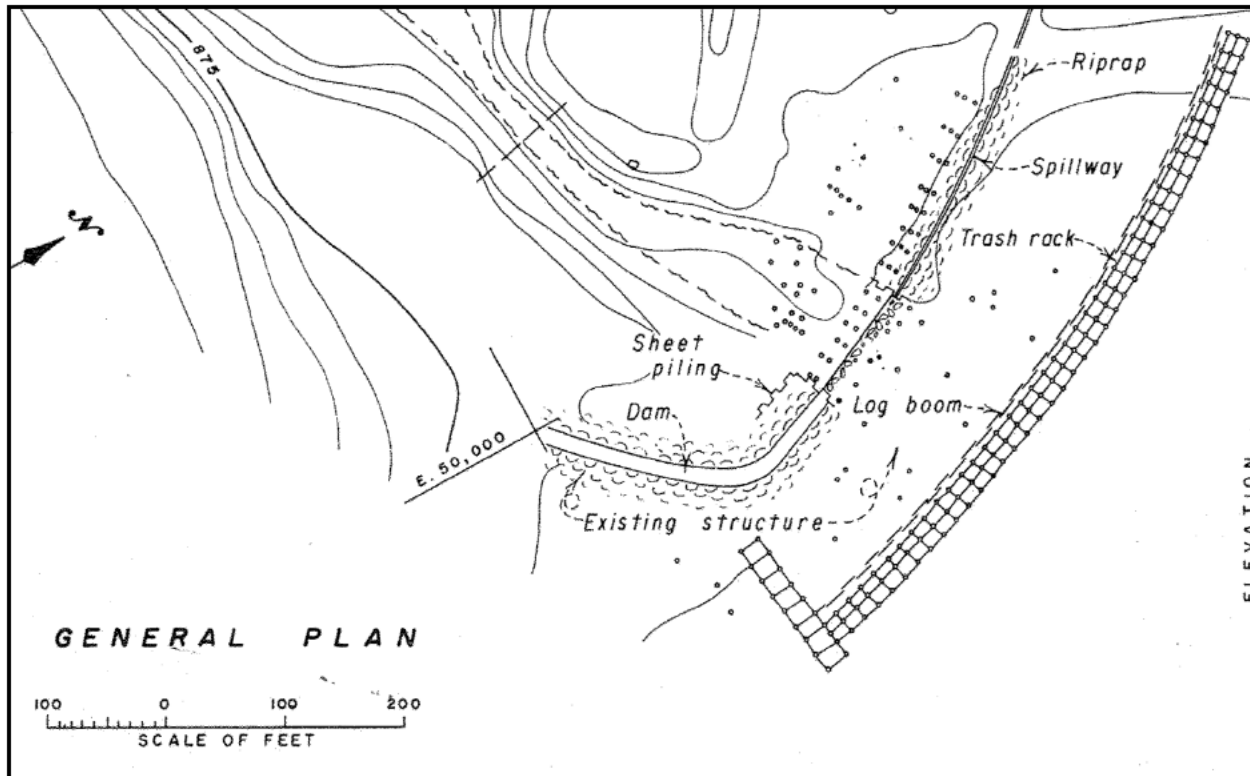 875
Riprap
Spillway
N
Trash rack
Sheet
piling
Dam
Log boom
E. 50,000
Existing structure
ELEVATION
GENERAL PLAN
100 0 100 200
SCALE OF FEET